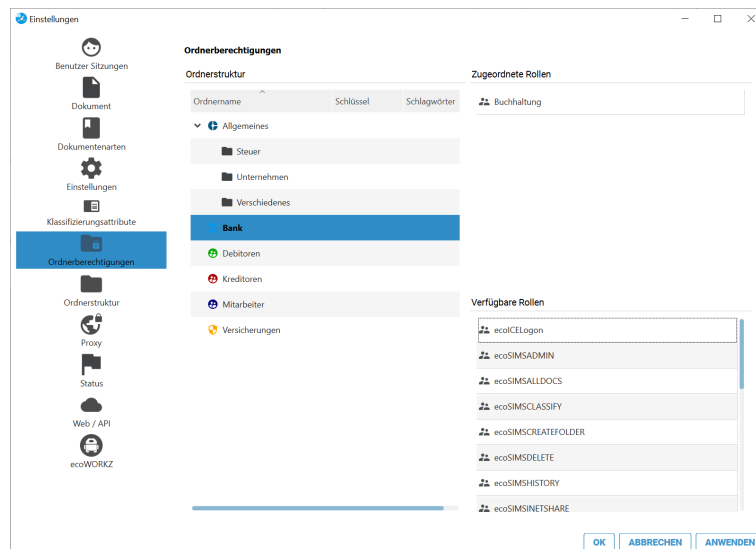 Einstellungen
Benutzer Sitzungen
Dokument
Dokumentenarten
Einstellungen
Klassifizierungsattribute
Ordnerberechtigungen
Ordnerstruktur
Proxy
Status
Web / API
ecoWORKZ
Ordnerberechtigungen
Ordnerstruktur
Ordnername Schlüssel Schlagwörter
Allgemeines
Steuer
Unternehmen
Verschiedenes
Bank
Debitoren
Kreditoren
Mitarbeiter
Versicherungen
Zugeordnete Rollen
Buchhaltung
Verfügbare Rollen
ecoICELogon
ecoSIMSADMIN
ecoSIMSALLDOCS
ecoSIMSCLASSIFY
ecoSIMSCREATEFOLDER
ecoSIMSDELETE
ecoSIMSHISTORY
ecoSIMSINETSHARE
OK ABBRECHEN ANWENDEN